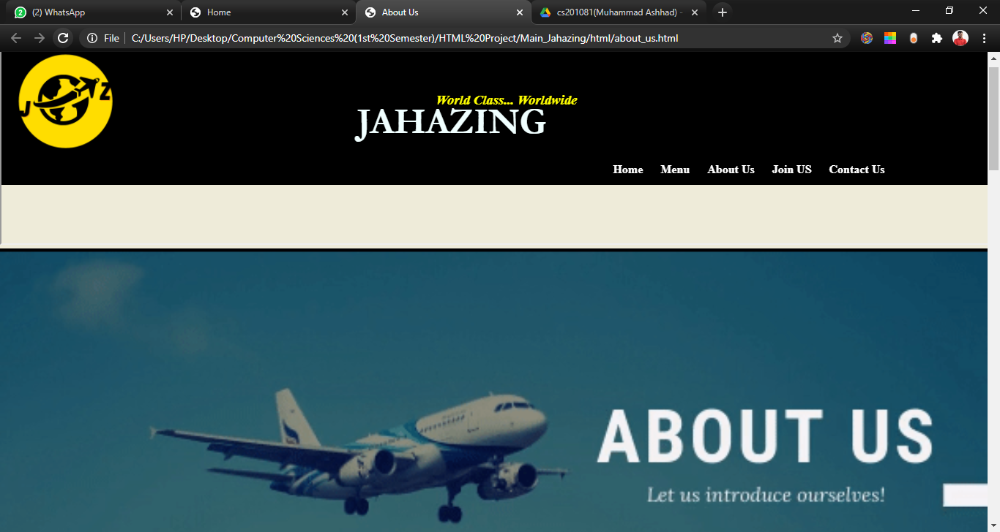 (2) WhatsApp
Home
About Us
cs201081(Muhammad Ashhad) -
File
C:/Users/HP/Desktop/Computer%20Sciences%20(1st%20Semester)/HTML%20Project/Main_Jahazing/html/about_us.html
J Z
World Class... Worldwide
JAHAZING
Home Menu About Us Join US Contact Us
ABOUT US
Let us introduce ourselves!